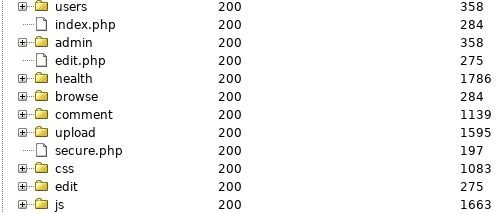 users 200 358
index.php 200 284
admin 200 358
edit.php 200 275
health 200 1786
browse 200 284
comment 200 1139
upload 200 1595
secure.php 200 197
css 200 1083
edit 200 275
js 200 1663